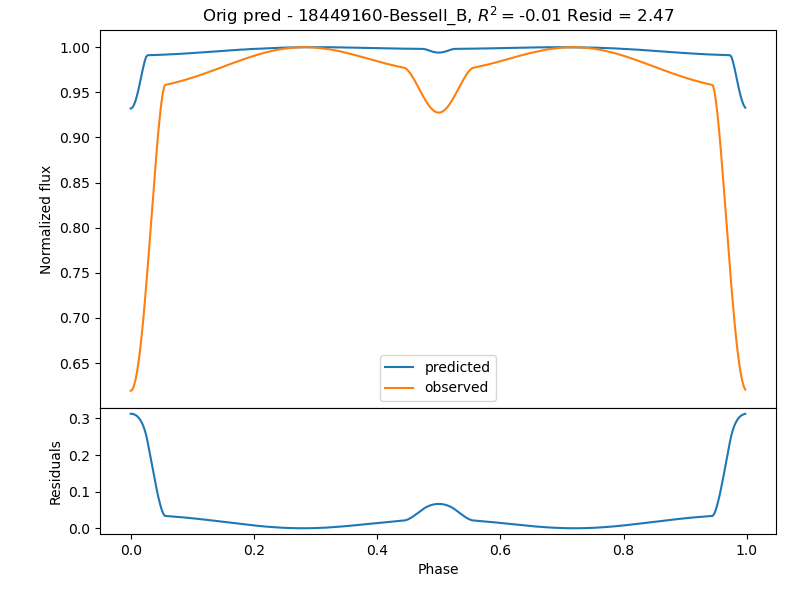 Orig pred - 18449160-Bessell_B, R² = -0.01 Resid = 2.47
Normalized flux
1.00
0.95
0.90
0.85
0.80
0.75
0.70
0.65
predicted
observed
Residuals
0.3
0.2
0.1
0.0
0.0 0.2 0.4 0.6 0.8 1.0
Phase